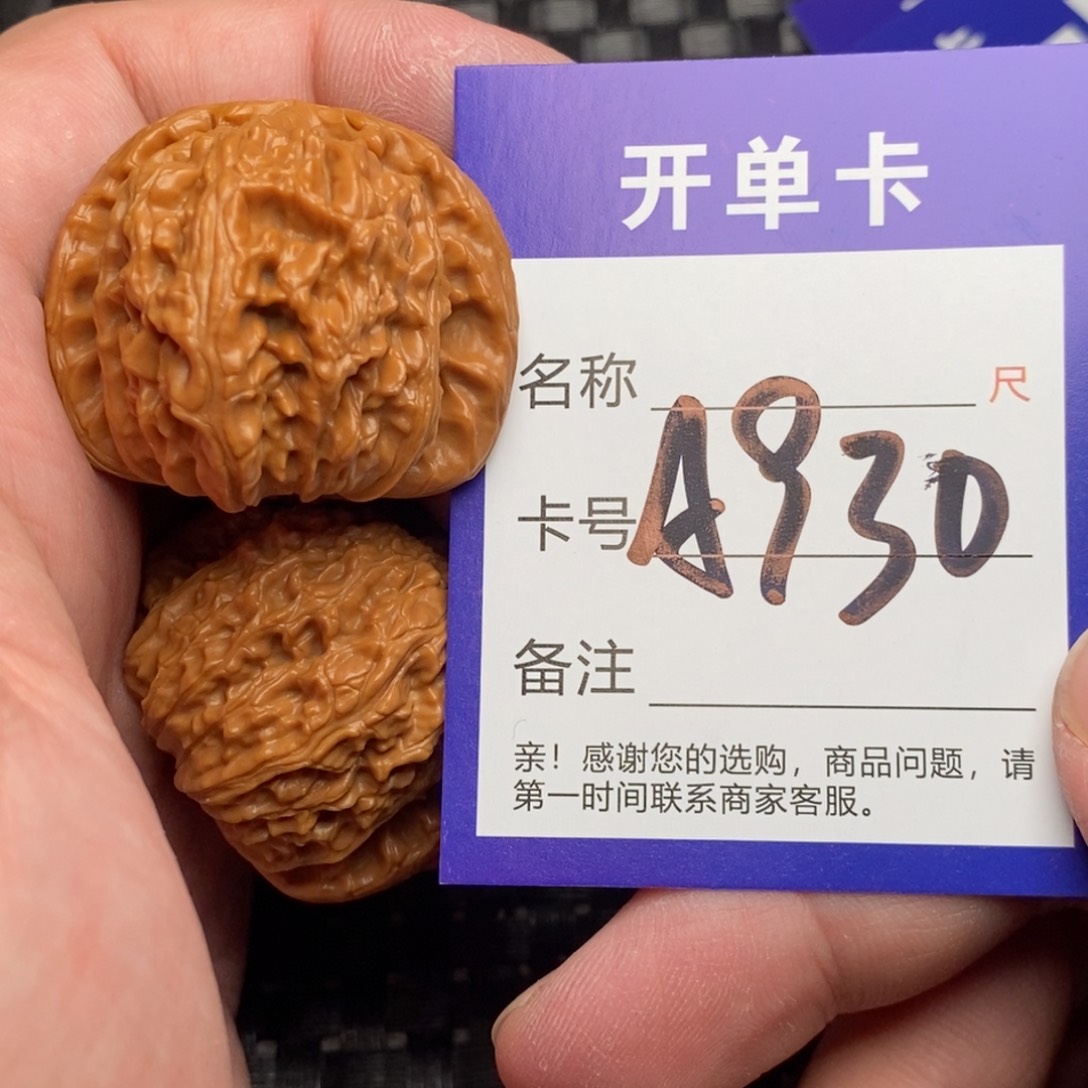 开单卡
名称 尺
卡号 A930
备注
亲！感谢您的选购，商品问题，请
第一时间联系商家客服。